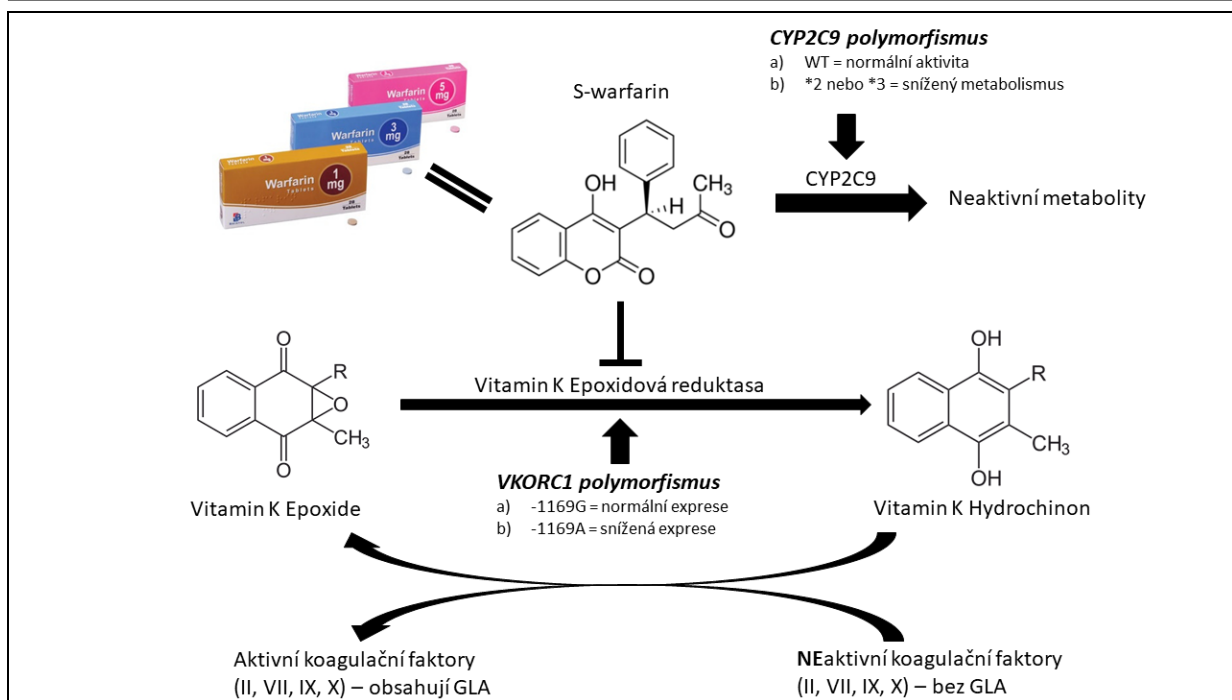 CYP2C9 polymorfismus
a) WT = normální aktivita
b) *2 nebo *3 = snížený metabolismus
S-warfarin
Warfarin
Tablets
5
mg
Warfarin
Tablets
3
mg
Warfarin
Tablets
1
mg
OH
H
CH3
O
O
O
CYP2C9
Neaktivní metabolity
O
R
O
CH3
O
Vitamin K Epoxidová reduktasa
OH
R
CH3
OH
VKORC1 polymorfismus
a) -1169G = normální exprese
b) -1169A = snížená exprese
Vitamin K Epoxide
Vitamin K Hydrochinon
Aktivní koagulační faktory
(II, VII, IX, X) – obsahují GLA
NEaktivní koagulační faktory
(II, VII, IX, X) – bez GLA